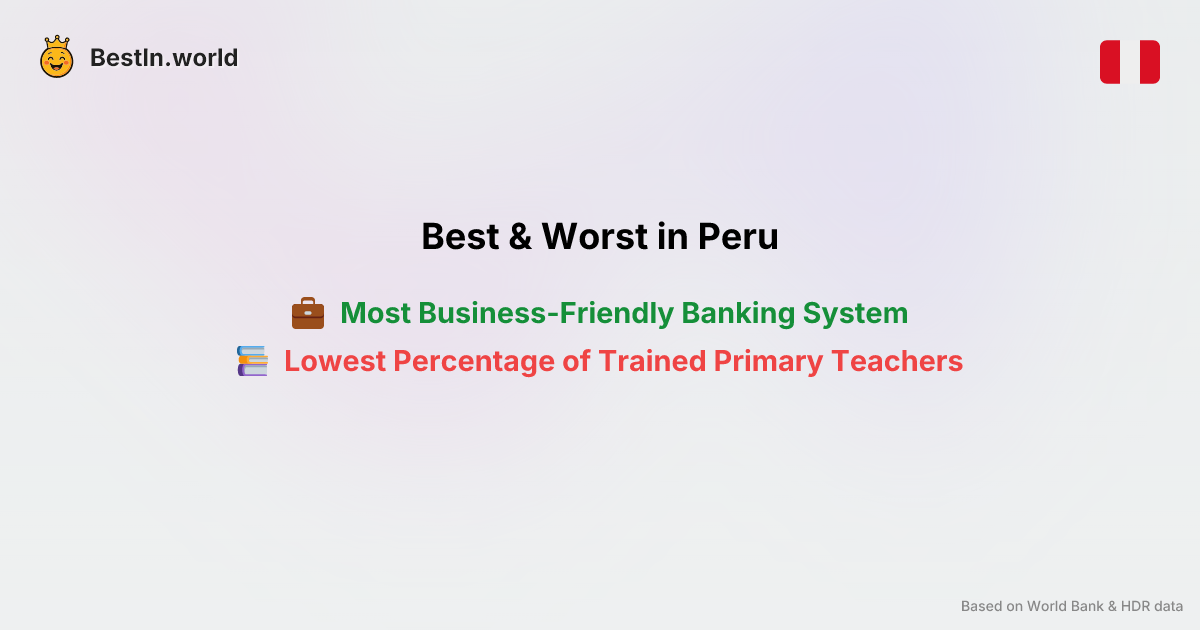 BestIn.world
Best & Worst in Peru
Most Business-Friendly Banking System
Lowest Percentage of Trained Primary Teachers
Based on World Bank & HDR data